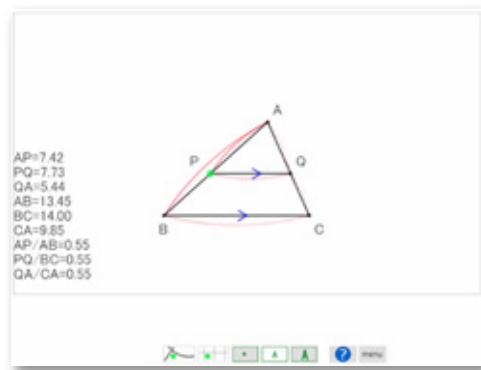 A
P
Q
AP=7.42
PQ=7.73
QA=5.44
AB=13.45
BC=14.00
CA=9.85
AP/AB=0.55
PQ/BC=0.55
QA/CA=0.55
B
C
A
A
?
menu